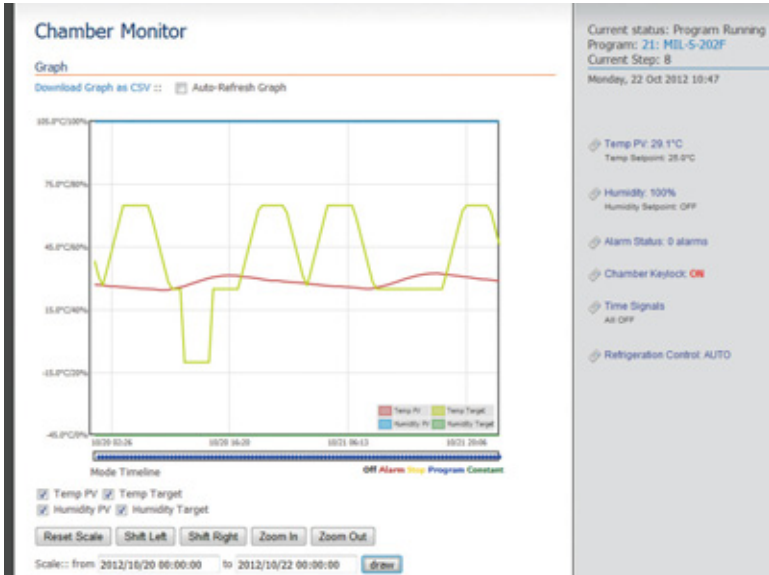 Chamber Monitor
Graph
Download Graph as CSV :: Auto-Refresh Graph
105.0°C/100%
75.0°C/80%
45.0°C/60%
15.0°C/40%
-15.0°C/20%
-45.0°C/0%
10/20 02:26 10/20 16:20 10/21 06:13 10/21 20:06
Temp PV Temp Target
Humidity PV Humidity Target
Mode Timeline Off Alarm Stop Program Constant
Temp PV Temp Target
Humidity PV Humidity Target
Reset Scale Shift Left Shift Right Zoom In Zoom Out
Scale:: from 2012/10/20 00:00:00 to 2012/10/22 00:00:00 draw
Current status: Program Running
Program: 21: MIL-S-202F
Current Step: 8
Monday, 22 Oct 2012 10:47
Temp PV: 29.1°C
Temp Setpoint: 25.0°C
Humidity: 100%
Humidity Setpoint: OFF
Alarm Status: 0 alarms
Chamber Keylock: ON
Time Signals
All OFF
Refrigeration Control: AUTO